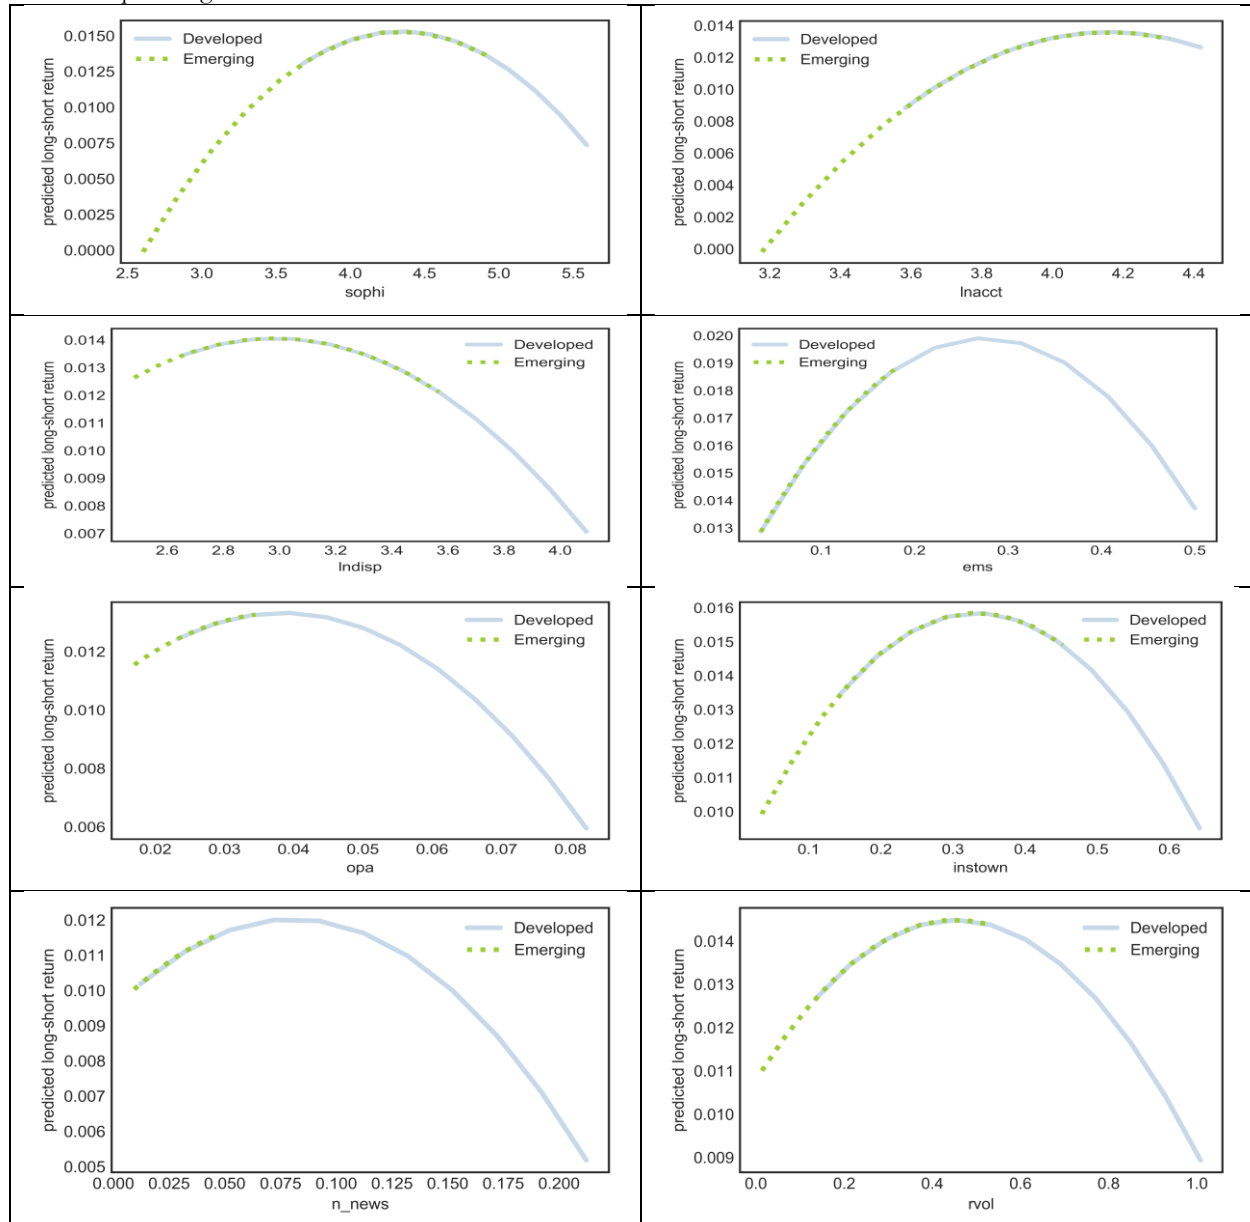 predicted long-short return
0.0150
0.0125
0.0100
0.0075
0.0050
0.0025
0.0000
Developed
Emerging
2.5 3.0 3.5 4.0 4.5 5.0 5.5
sophi
predicted long-short return
0.014
0.012
0.010
0.008
0.006
0.004
0.002
0.000
Developed
Emerging
3.2 3.4 3.6 3.8 4.0 4.2 4.4
lnacct
predicted long-short return
0.014
0.013
0.012
0.011
0.010
0.009
0.008
0.007
Developed
Emerging
2.6 2.8 3.0 3.2 3.4 3.6 3.8 4.0
lndisp
predicted long-short return
0.020
0.019
0.018
0.017
0.016
0.015
0.014
0.013
Developed
Emerging
0.1 0.2 0.3 0.4 0.5
ems
predicted long-short return
0.012
0.010
0.008
0.006
Developed
Emerging
0.02 0.03 0.04 0.05 0.06 0.07 0.08
opa
predicted long-short return
0.016
0.015
0.014
0.013
0.012
0.011
0.010
Developed
Emerging
0.1 0.2 0.3 0.4 0.5 0.6
instown
predicted long-short return
0.012
0.011
0.010
0.009
0.008
0.007
0.006
0.005
Developed
Emerging
0.000 0.025 0.050 0.075 0.100 0.125 0.150 0.175 0.200
n_news
predicted long-short return
0.014
0.013
0.012
0.011
0.010
0.009
Developed
Emerging
0.0 0.2 0.4 0.6 0.8 1.0
rvol